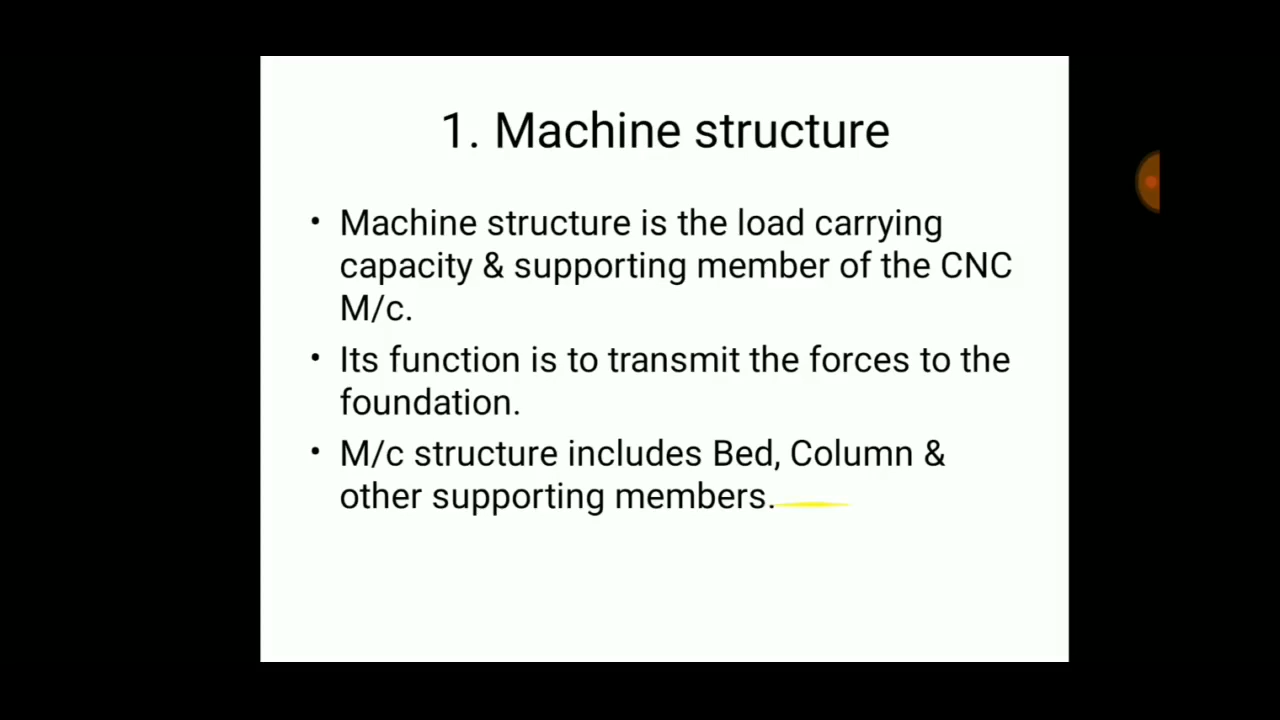 1. Machine structure
• Machine structure is the load carrying
capacity & supporting member of the CNC
M/c.
• Its function is to transmit the forces to the
foundation.
• M/c structure includes Bed, Column &
other supporting members.